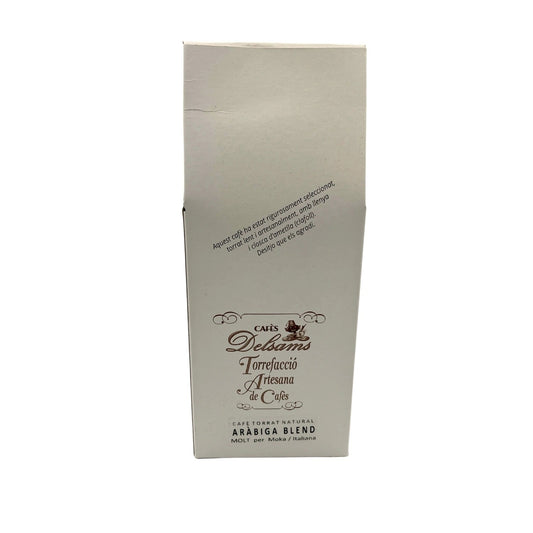 Aquest cafè ha estat rigurosament seleccionat,
torrat lent i artesanalment, amb llenya
i closca d'ametlla (clafoll).
Desitjo que els agradi.
CAFÈS
Delsams
Torrefacció
Artesana
de Cafès
CAFÈ TORRAT NATURAL
ARÀBIGA BLEND
MOLT per Moka / Italiana